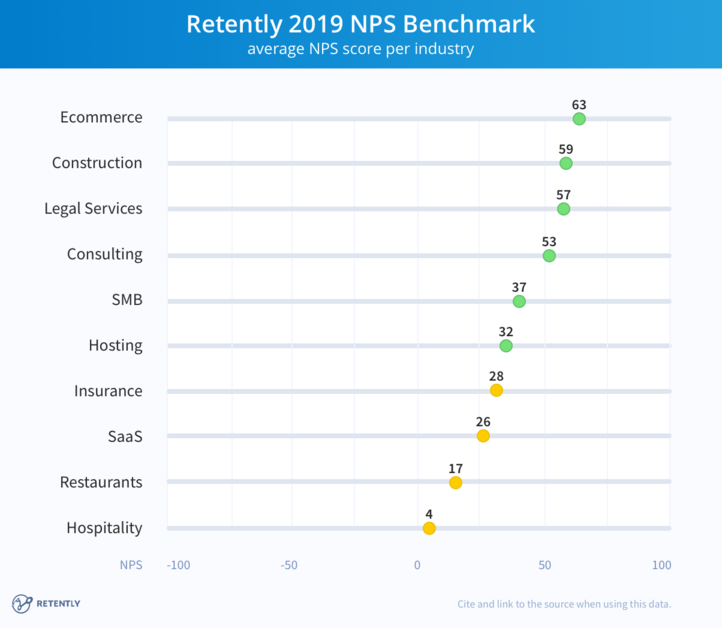 Retently 2019 NPS Benchmark
average NPS score per industry
Ecommerce 63
Construction 59
Legal Services 57
Consulting 53
SMB 37
Hosting 32
Insurance 28
SaaS 26
Restaurants 17
Hospitality 4
NPS -100 -50 0 50 100
RETENTLY Cite and link to the source when using this data.